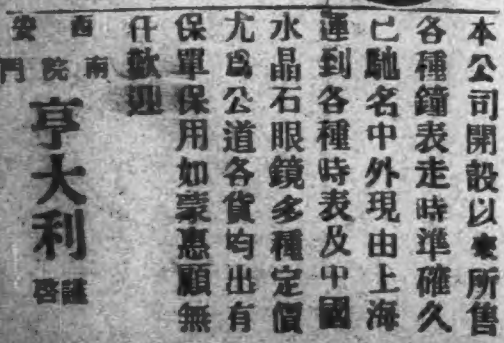 本公司開設以來所售
各種鐘表走時準確久
已馳名中外現由上海
運到各種時表及中國
水晶石眼鏡多種定價
尤爲公道各貨均出有
保單保用如蒙惠顧無
任歡迎
西安
南院門
亨大利
謹啓